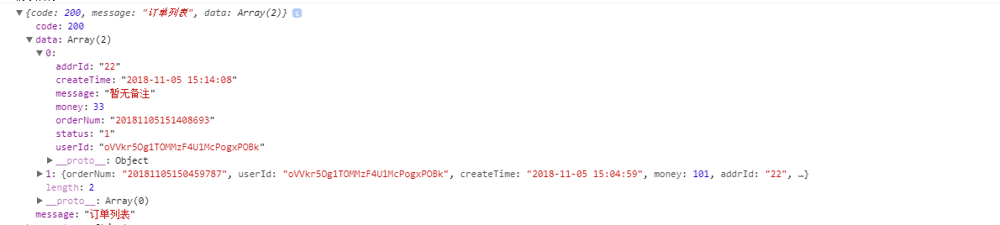 {code: 200, message: "订单列表", data: Array(2)}
code: 200
data: Array(2)
0:
addrId: "22"
createTime: "2018-11-05 15:14:08"
message: "暂无备注"
money: 33
orderNum: "20181105151408693"
status: "1"
userId: "oVVkr5Og1TOMMzF4U1McPogxPOBk"
__proto__: Object
1: {orderNum: "20181105150459787", userId: "oVVkr5Og1TOMMzF4U1McPogxPOBk", createTime: "2018-11-05 15:04:59", money: 101, addrId: "22", …}
length: 2
__proto__: Array(0)
message: "订单列表"